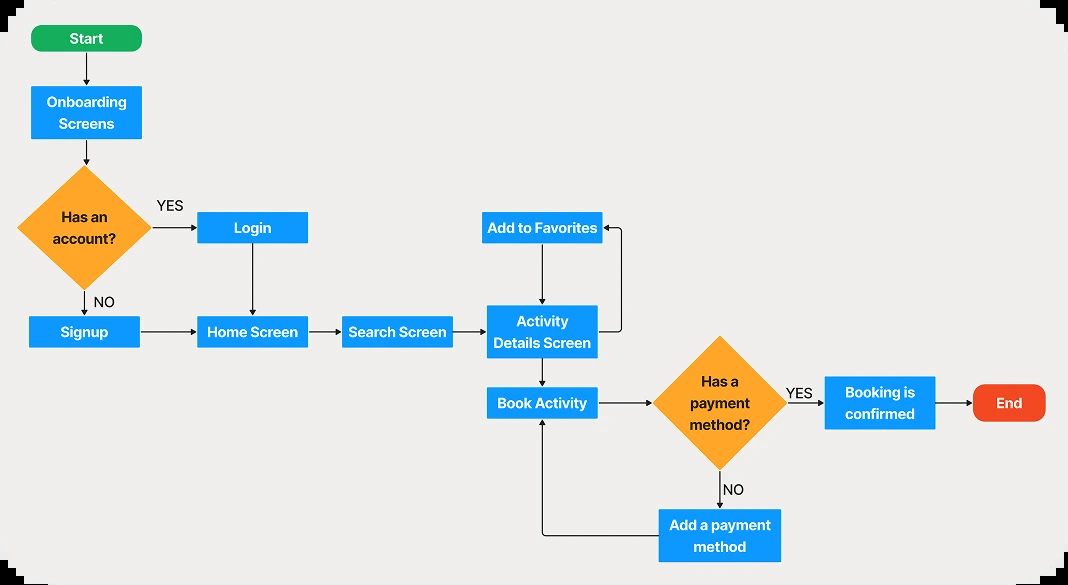 Start
Onboarding
Screens
Has an
account?
YES
Login
NO
Signup
Home Screen
Search Screen
Add to Favorites
Activity
Details Screen
Book Activity
Has a
payment
method?
YES
Booking is
confirmed
End
NO
Add a payment
method